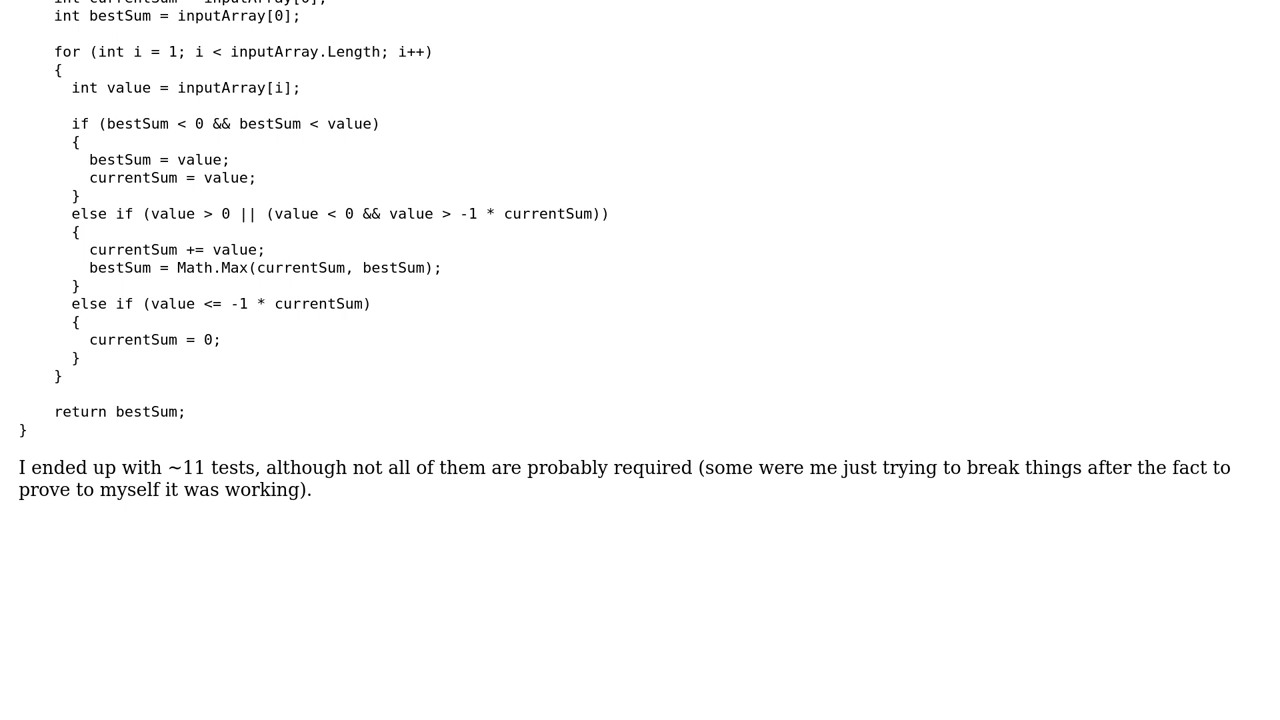 int currentSum = inputArray[0];
int bestSum = inputArray[0];
for (int i = 1; i < inputArray.Length; i++)
{
int value = inputArray[i];
if (bestSum < 0 && bestSum < value)
{
bestSum = value;
currentSum = value;
}
else if (value > 0 || (value < 0 && value > -1 * currentSum))
{
currentSum += value;
bestSum = Math.Max(currentSum, bestSum);
}
else if (value <= -1 * currentSum)
{
currentSum = 0;
}
}
return bestSum;
}
I ended up with ~11 tests, although not all of them are probably required (some were me just trying to break things after the fact to
prove to myself it was working).